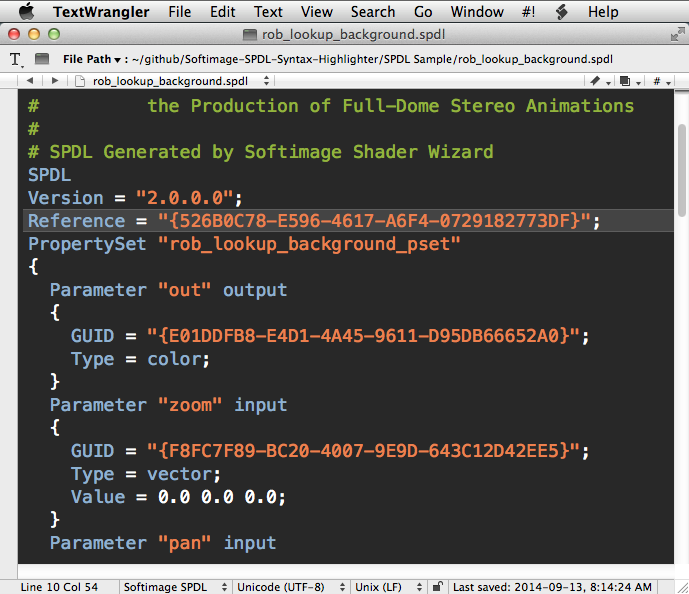 TextWrangler File Edit Text View Search Go Window #! Help
rob_lookup_background.spdl
T File Path ▾ : ~/github/Softimage-SPDL-Syntax-Highlighter/SPDL Sample/rob_lookup_background.spdl
rob_lookup_background.spdl #
# the Production of Full-Dome Stereo Animations
#
# SPDL Generated by Softimage Shader Wizard
SPDL
Version = "2.0.0.0";
Reference = "{526B0C78-E596-4617-A6F4-0729182773DF}";
PropertySet "rob_lookup_background_pset"
{
Parameter "out" output
{
GUID = "{E01DDFB8-E4D1-4A45-9611-D95DB66652A0}";
Type = color;
}
Parameter "zoom" input
{
GUID = "{F8FC7F89-BC20-4007-9E9D-643C12D42EE5}";
Type = vector;
Value = 0.0 0.0 0.0;
}
Parameter "pan" input
Line 10 Col 54 Softimage SPDL Unicode (UTF-8) Unix (LF) Last saved: 2014-09-13, 8:14:24 AM